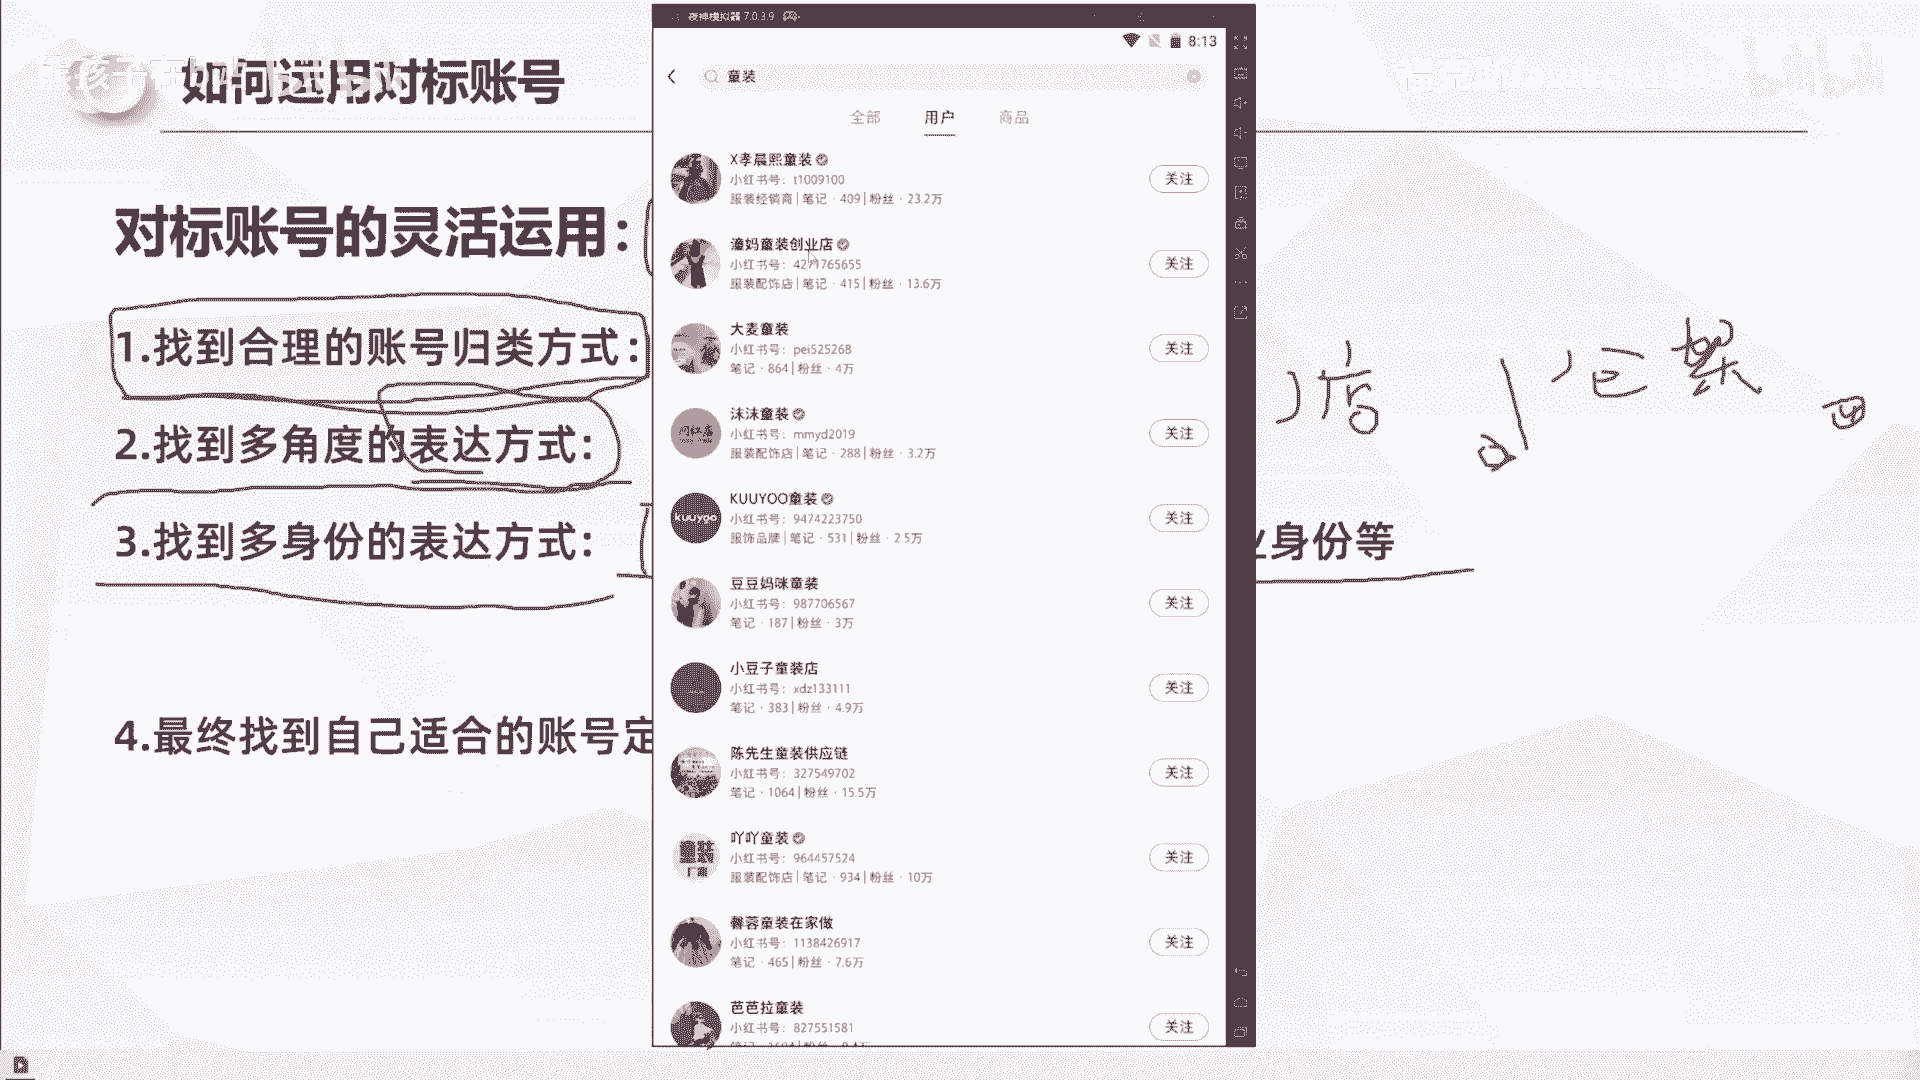 如何运用对标账号
对标账号的灵活运用：
1.找到合理的账号归类方式：
2.找到多角度的表达方式：
3.找到多身份的表达方式：
业身份等
4.最终找到自己适合的账号定
夜神模拟器 7.0.3.9
8:13
童装
全部 用户 商品
X孝晨熙童装
小红书号：t1009100
服装经销商 | 笔记 · 409 | 粉丝 · 23.2万
关注
潼妈童装创业店
小红书号：4271765655
服装配饰店 | 笔记 · 415 | 粉丝 · 13.6万
关注
大麦童装
小红书号：pei525268
笔记 · 864 | 粉丝 · 4万
关注
沫沫童装
小红书号：mmyd2019
服装配饰店 | 笔记 · 288 | 粉丝 · 3.2万
关注
KUUYOO童装
小红书号：9474223750
服饰品牌 | 笔记 · 531 | 粉丝 · 2.5万
关注
豆豆妈咪童装
小红书号：987706567
笔记 · 187 | 粉丝 · 3万
关注
小豆子童装店
小红书号：xdz133111
笔记 · 383 | 粉丝 · 4.9万
关注
陈先生童装供应链
小红书号：327549702
笔记 · 1064 | 粉丝 · 15.5万
关注
吖吖童装
小红书号：964457524
服装配饰店 | 笔记 · 934 | 粉丝 · 10万
关注
馨蓉童装在家做
小红书号：1138426917
笔记 · 465 | 粉丝 · 7.6万
关注
芭芭拉童装
小红书号：827551581
关注